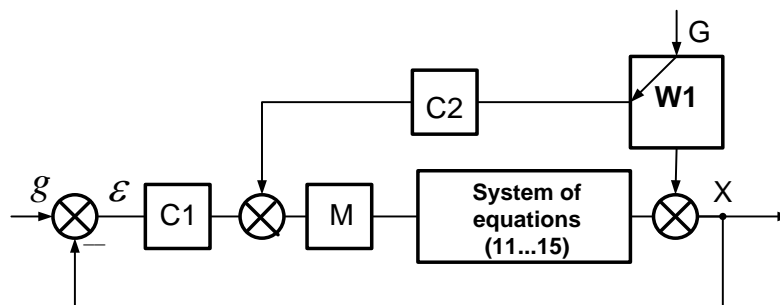 G
W1
C2
g
ε
C1
M
System of
equations
(11...15)
X
—